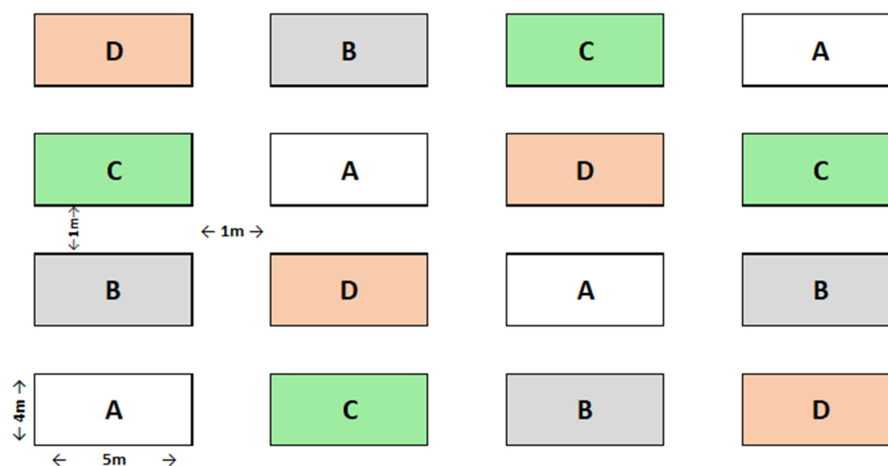 D B C A
C A D C
1m
← 1m →
B D A B
4m
A C B D
← 5m →